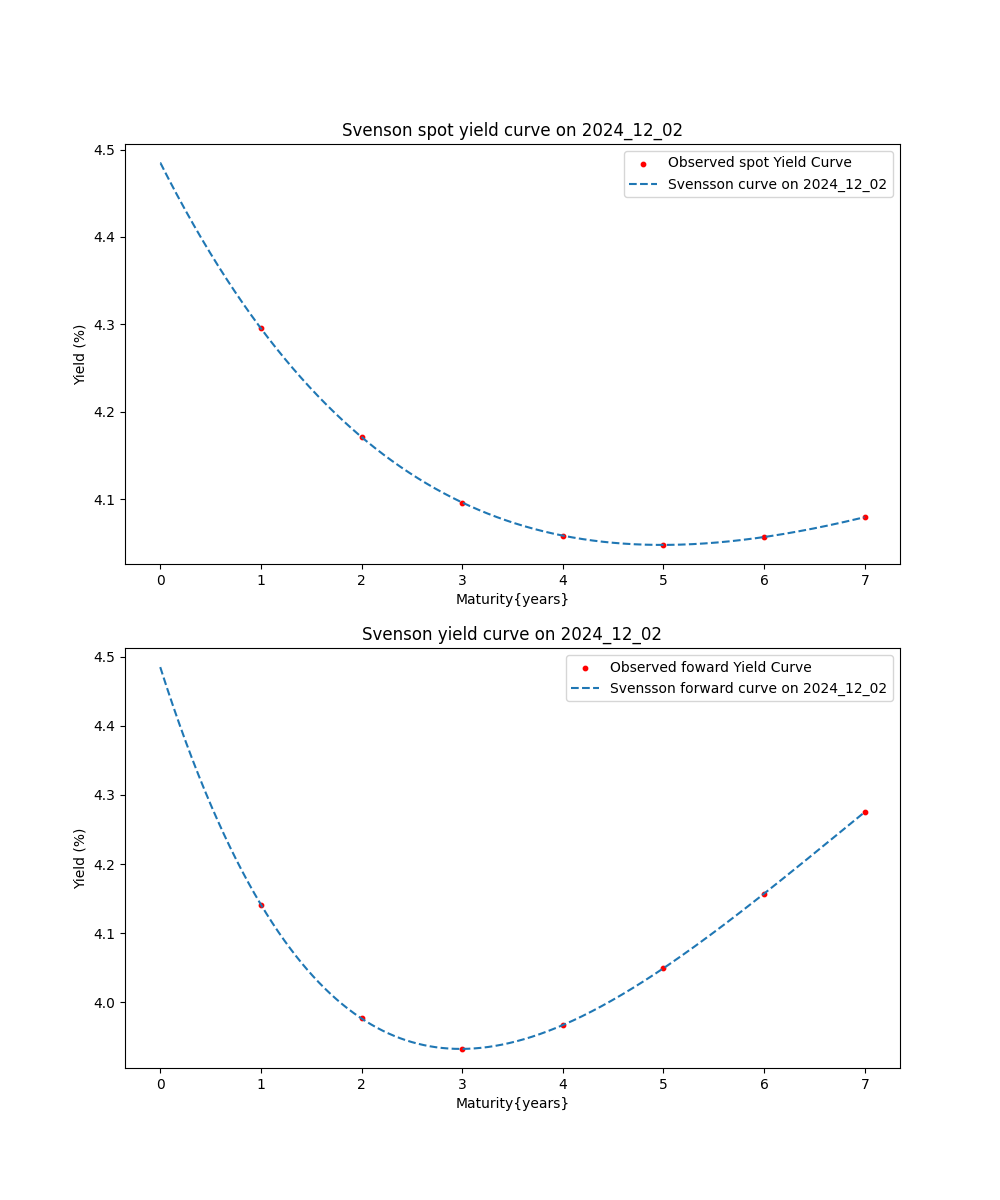 Svenson spot yield curve on 2024_12_02
4.5
4.4
4.3
4.2
4.1
Yield (%)
Observed spot Yield Curve
Svensson curve on 2024_12_02
0 1 2 3 4 5 6 7
Maturity{years}
Svenson yield curve on 2024_12_02
4.5
4.4
4.3
4.2
4.1
4.0
Yield (%)
Observed foward Yield Curve
Svensson forward curve on 2024_12_02
0 1 2 3 4 5 6 7
Maturity{years}